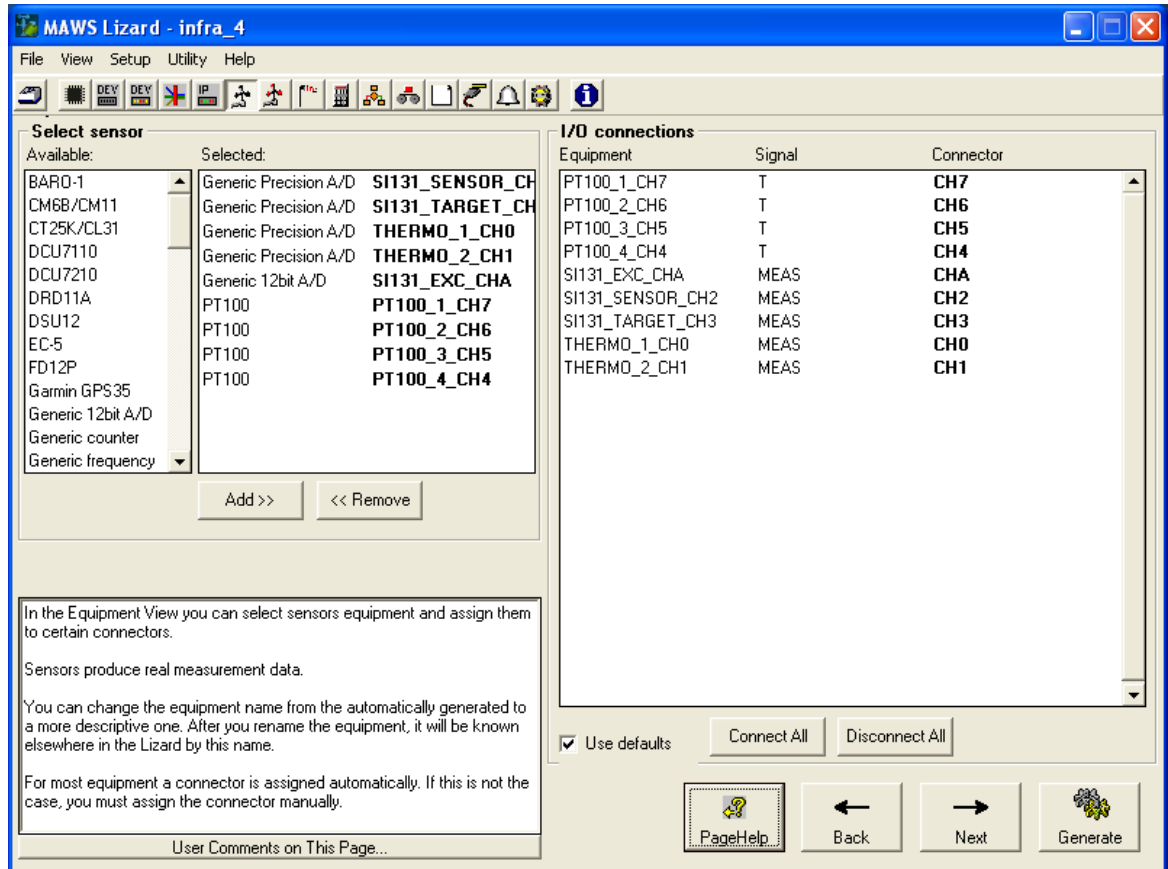 MAWS Lizard - infra_4
File View Setup Utility Help
DEV DEV IP
Select sensor
Available: Selected:
BARO-1
CM6B/CM11
CT25K/CL31
DCU7110
DCU7210
DRD11A
DSU12
EC-5
FD12P
Garmin GPS35
Generic 12bit A/D
Generic counter
Generic frequency
Generic Precision A/D SI131_SENSOR_CH
Generic Precision A/D SI131_TARGET_CH
Generic Precision A/D THERMO_1_CH0
Generic Precision A/D THERMO_2_CH1
Generic 12bit A/D SI131_EXC_CHA
PT100 PT100_1_CH7
PT100 PT100_2_CH6
PT100 PT100_3_CH5
PT100 PT100_4_CH4
Add >> << Remove
In the Equipment View you can select sensors equipment and assign them
to certain connectors.
Sensors produce real measurement data.
You can change the equipment name from the automatically generated to
a more descriptive one. After you rename the equipment, it will be known
elsewhere in the Lizard by this name.
For most equipment a connector is assigned automatically. If this is not the
case, you must assign the connector manually.
User Comments on This Page...
I/O connections
Equipment Signal Connector
PT100_1_CH7 T CH7
PT100_2_CH6 T CH6
PT100_3_CH5 T CH5
PT100_4_CH4 T CH4
SI131_EXC_CHA MEAS CHA
SI131_SENSOR_CH2 MEAS CH2
SI131_TARGET_CH3 MEAS CH3
THERMO_1_CH0 MEAS CH0
THERMO_2_CH1 MEAS CH1
Use defaults Connect All Disconnect All
PageHelp Back Next Generate